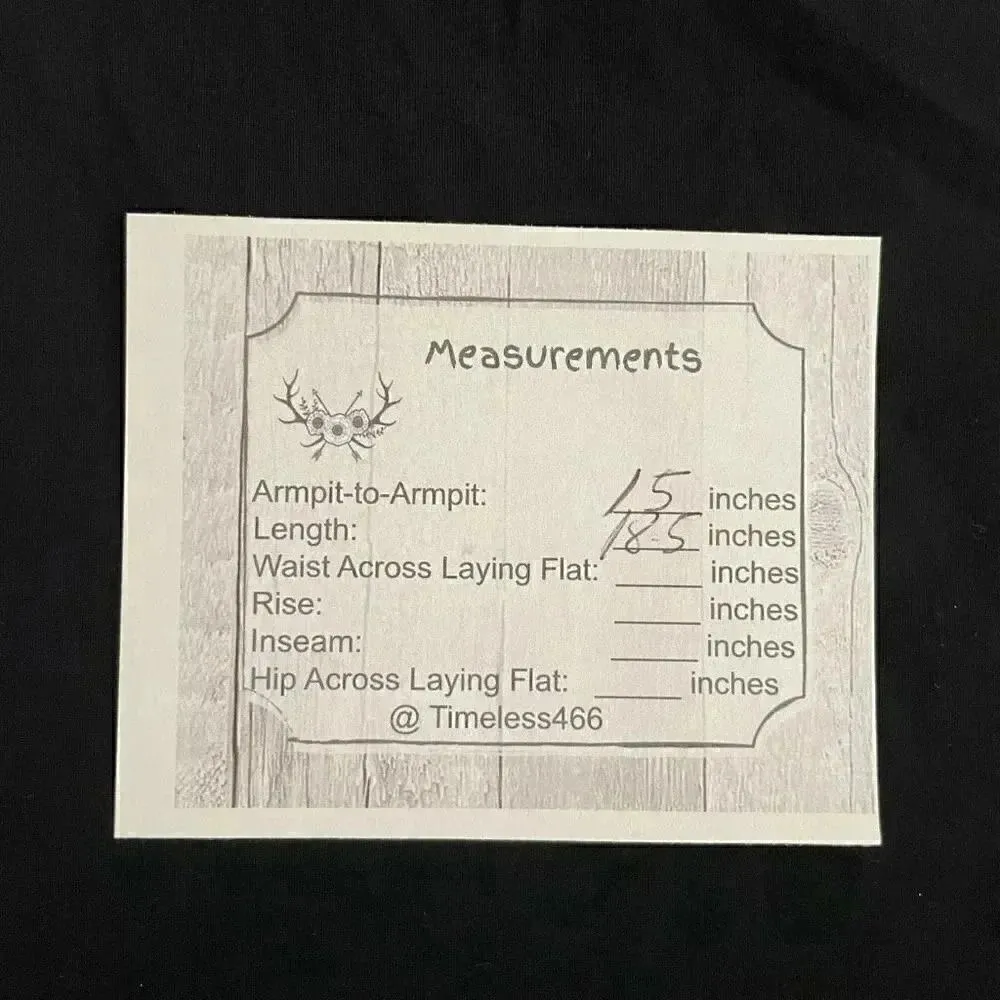 Measurements
Armpit-to-Armpit: 15 inches
Length: 18.5 inches
Waist Across Laying Flat: ______ inches
Rise: ______ inches
Inseam: ______ inches
Hip Across Laying Flat: ______ inches
@ Timeless466